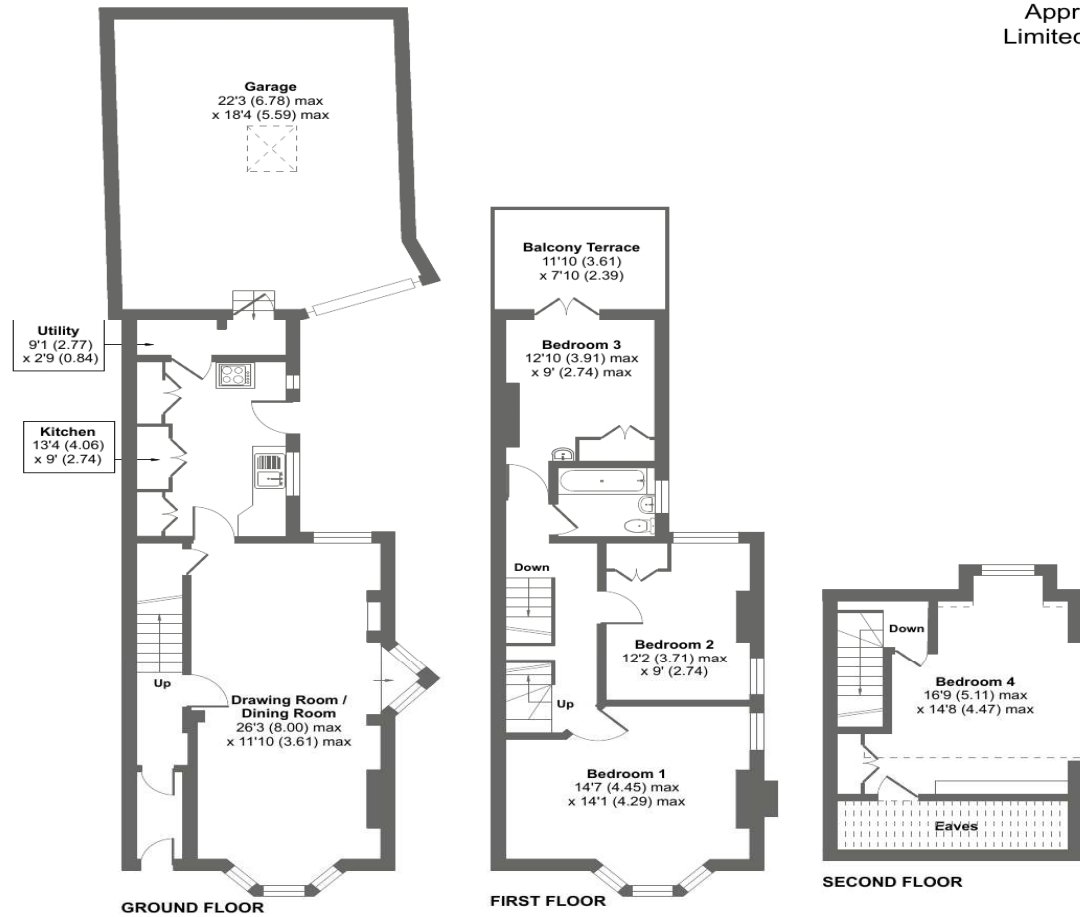 Appr
Limited
Garage
22'3 (6.78) max
x 18'4 (5.59) max
Utility
9'1 (2.77)
x 2'9 (0.84)
Kitchen
13'4 (4.06)
x 9' (2.74)
Up
Drawing Room /
Dining Room
26'3 (8.00) max
x 11'10 (3.61) max
GROUND FLOOR
Balcony Terrace
11'10 (3.61)
x 7'10 (2.39)
Bedroom 3
12'10 (3.91) max
x 9' (2.74) max
Down
Bedroom 2
12'2 (3.71) max
x 9' (2.74)
Up
Bedroom 1
14'7 (4.45) max
x 14'1 (4.29) max
FIRST FLOOR
Down
Bedroom 4
16'9 (5.11) max
x 14'8 (4.47) max
Eaves
SECOND FLOOR